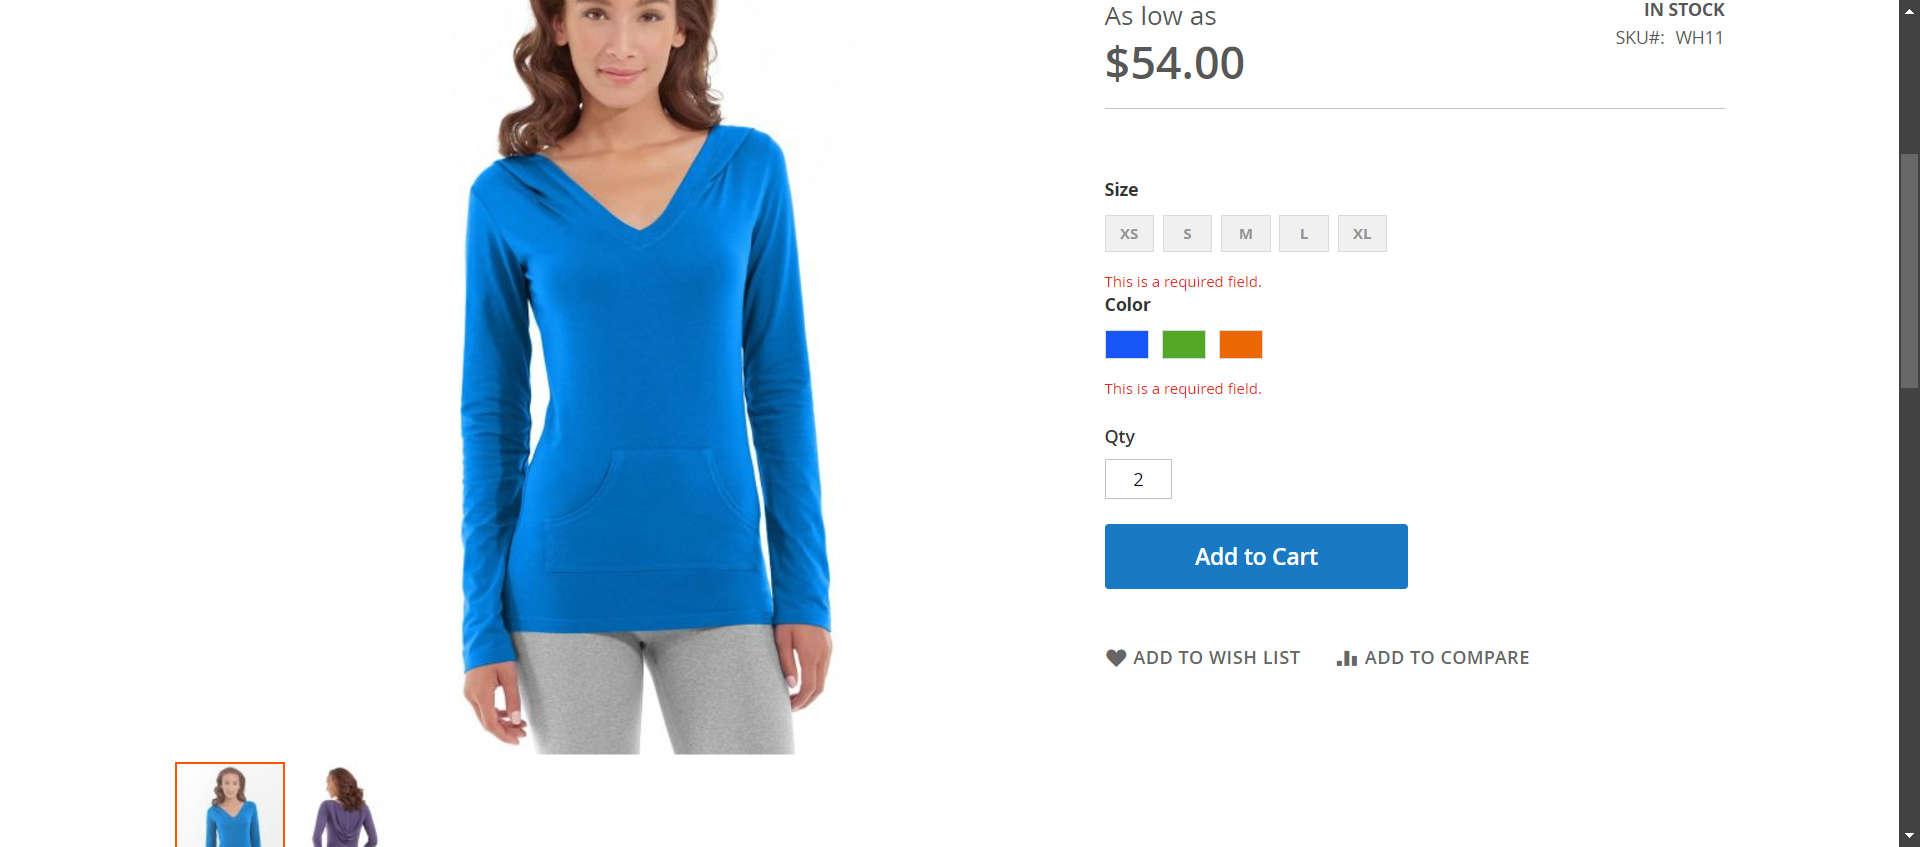 As low as
$54.00
IN STOCK
SKU#: WH11
Size
XS S M L XL
This is a required field.
Color
This is a required field.
Qty
2
Add to Cart
ADD TO WISH LIST ADD TO COMPARE